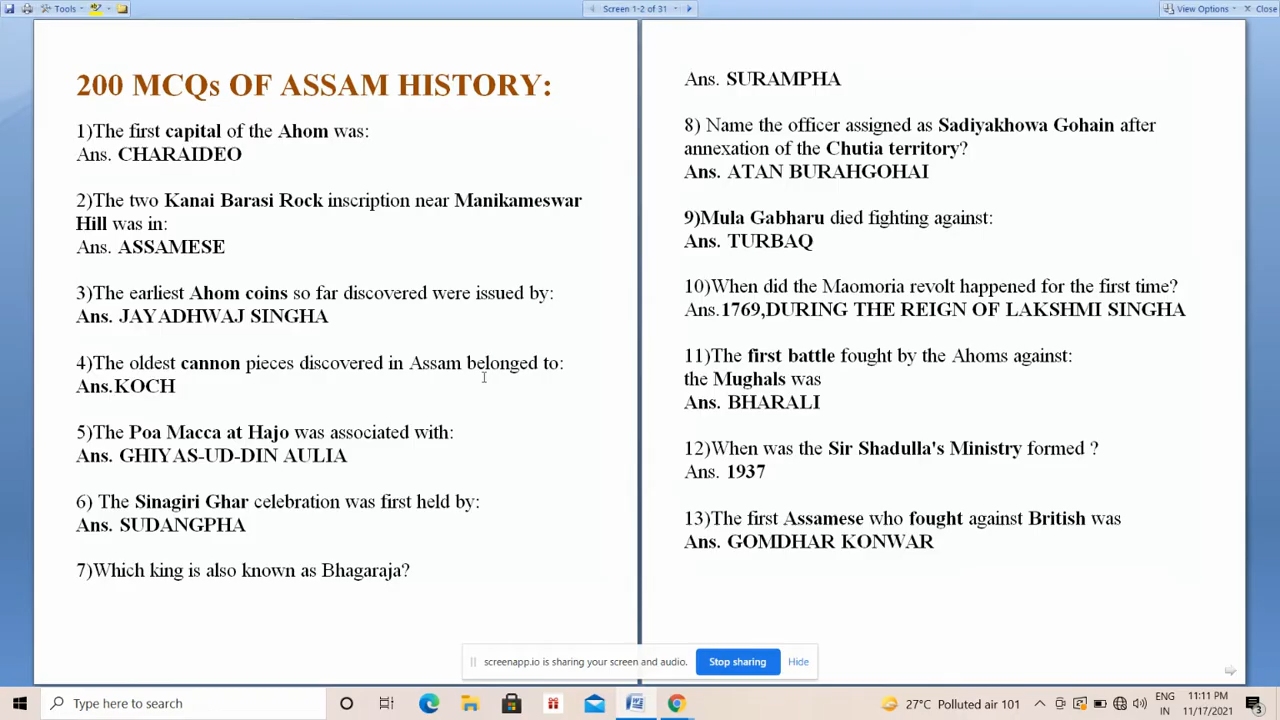 Tools
Screen 1-2 of 31
View Options
Close
200 MCQs OF ASSAM HISTORY:
1)The first capital of the Ahom was:
Ans. CHARAIDEO
2)The two Kanai Barasi Rock inscription near Manikameswar
Hill was in:
Ans. ASSAMESE
3)The earliest Ahom coins so far discovered were issued by:
Ans. JAYADHWAJ SINGHA
4)The oldest cannon pieces discovered in Assam belonged to:
Ans.KOCH
5)The Poa Macca at Hajo was associated with:
Ans. GHIYAS-UD-DIN AULIA
6) The Sinagiri Ghar celebration was first held by:
Ans. SUDANGPHA
7)Which king is also known as Bhagaraja?
Ans. SURAMPHA
8) Name the officer assigned as Sadiyakhowa Gohain after
annexation of the Chutia territory?
Ans. ATAN BURAHGOHAI
9)Mula Gabharu died fighting against:
Ans. TURBAQ
10)When did the Maomoria revolt happened for the first time?
Ans.1769,DURING THE REIGN OF LAKSHMI SINGHA
11)The first battle fought by the Ahoms against:
the Mughals was
Ans. BHARALI
12)When was the Sir Shadulla's Ministry formed ?
Ans. 1937
13)The first Assamese who fought against British was
Ans. GOMDHAR KONWAR
screenapp.io is sharing your screen and audio.
Stop sharing
Hide
Type here to search
27°C Polluted air 101
ENG
IN
11:11 PM
11/17/2021
3